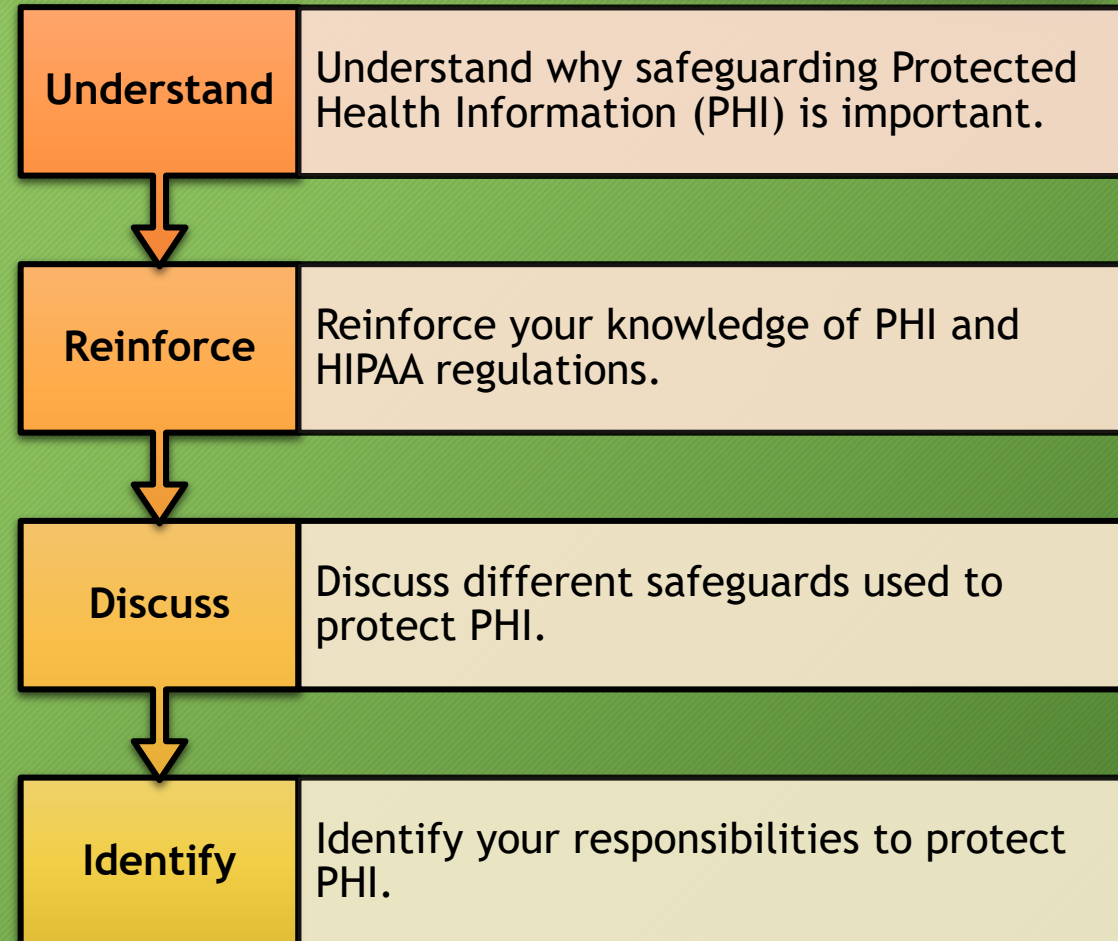 Understand
Understand why safeguarding Protected
Health Information (PHI) is important.
Reinforce
Reinforce your knowledge of PHI and
HIPAA regulations.
Discuss
Discuss different safeguards used to
protect PHI.
Identify
Identify your responsibilities to protect
PHI.